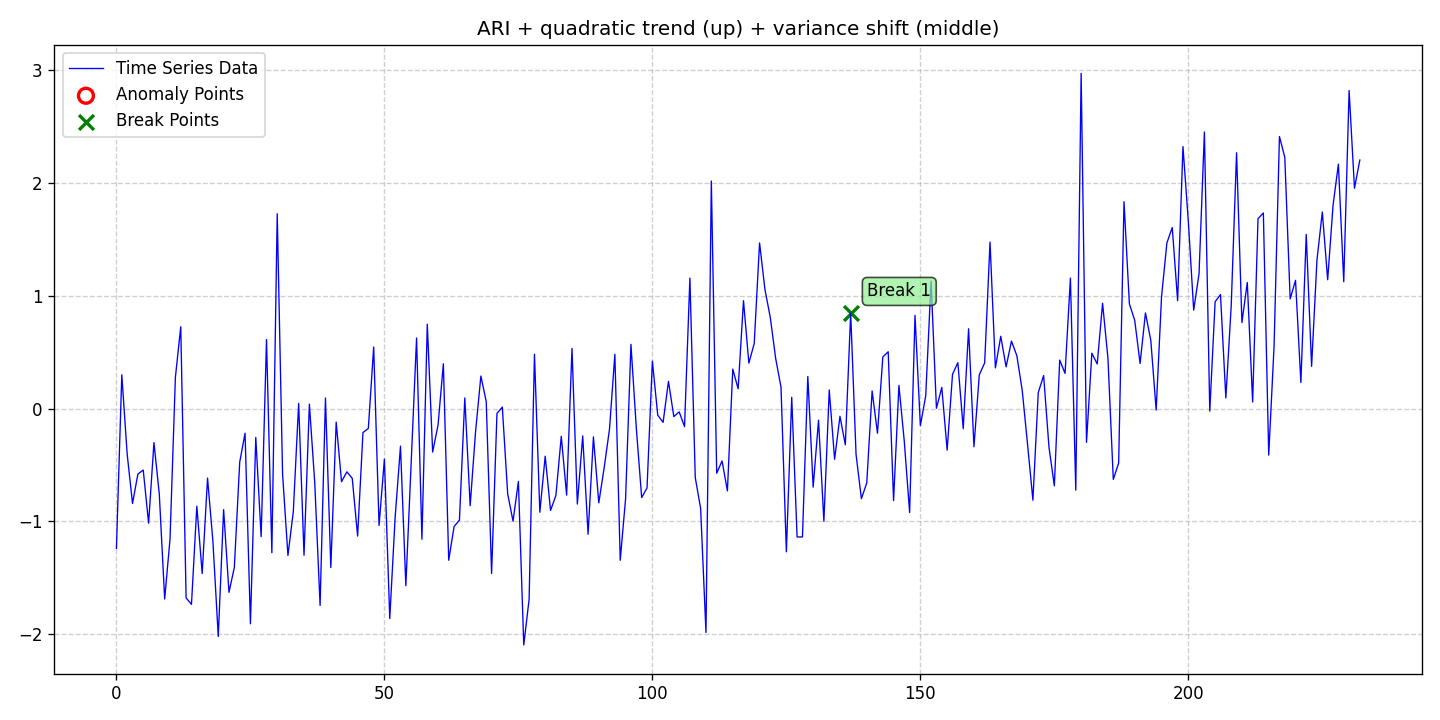 ARI + quadratic trend (up) + variance shift (middle)
Time Series Data
Anomaly Points
Break Points
Break 1
3
2
1
0
−1
−2
0
50
100
150
200